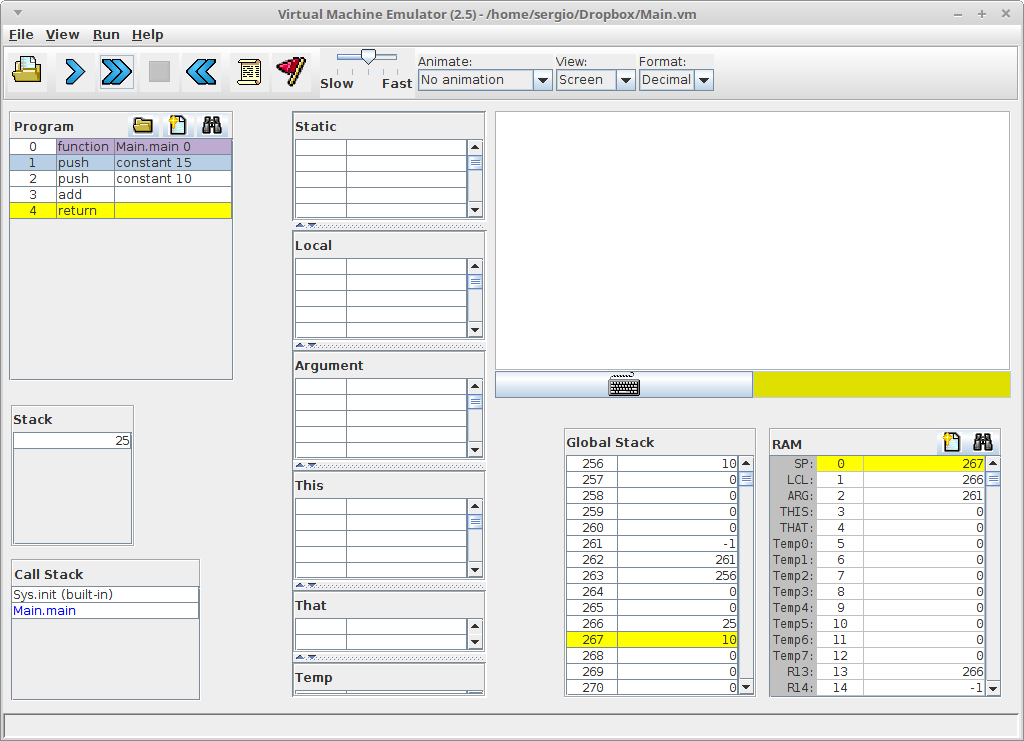 Virtual Machine Emulator (2.5) - /home/sergio/Dropbox/Main.vm
File View Run Help
Slow Fast
Animate: View: Format:
No animation Screen Decimal
Program
0 function Main.main 0
1 push constant 15
2 push constant 10
3 add
4 return
Stack
25
Call Stack
Sys.init (built-in)
Main.main
Static
Local
Argument
This
That
Temp
Global Stack
256 10
257 0
258 0
259 0
260 0
261 -1
262 261
263 256
264 0
265 0
266 25
267 10
268 0
269 0
270 0
RAM
SP: 0 267
LCL: 1 266
ARG: 2 261
THIS: 3 0
THAT: 4 0
Temp0: 5 0
Temp1: 6 0
Temp2: 7 0
Temp3: 8 0
Temp4: 9 0
Temp5: 10 0
Temp6: 11 0
Temp7: 12 0
R13: 13 266
R14: 14 -1